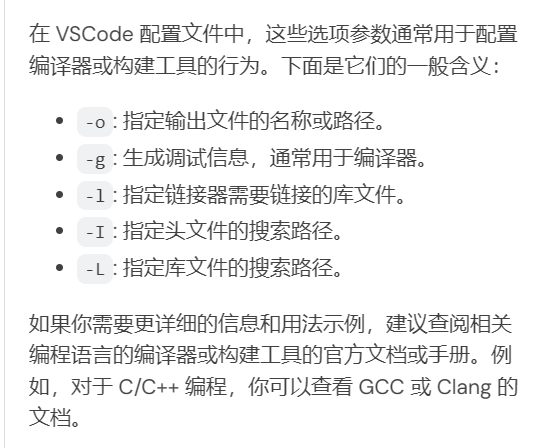 在 VSCode 配置文件中，这些选项参数通常用于配置
编译器或构建工具的行为。下面是它们的一般含义：
• -o: 指定输出文件的名称或路径。
• -g: 生成调试信息，通常用于编译器。
• -l: 指定链接器需要链接的库文件。
• -I: 指定头文件的搜索路径。
• -L: 指定库文件的搜索路径。
如果你需要更详细的信息和用法示例，建议查阅相关
编程语言的编译器或构建工具的官方文档或手册。例
如，对于 C/C++ 编程，你可以查看 GCC 或 Clang 的
文档。